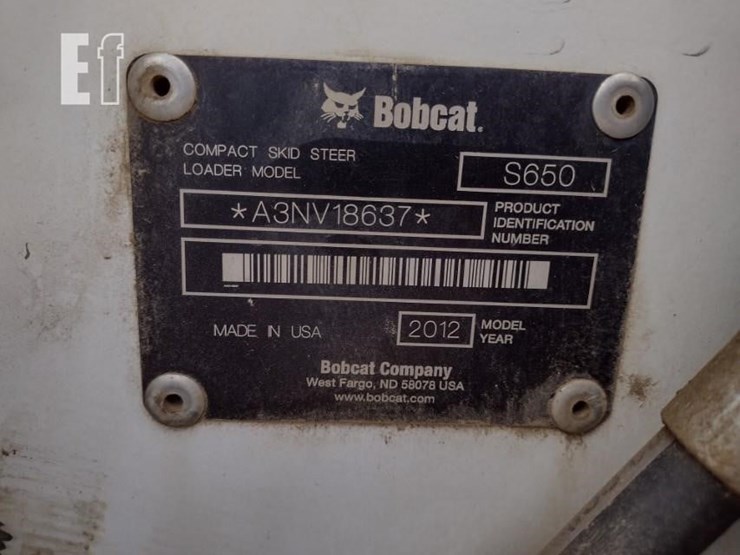 Ef
Bobcat.
COMPACT SKID STEER
LOADER MODEL
S650
*A3NV18637*
PRODUCT
IDENTIFICATION
NUMBER
MADE IN USA
2012
MODEL
YEAR
Bobcat Company
West Fargo, ND 58078 USA
www.bobcat.com